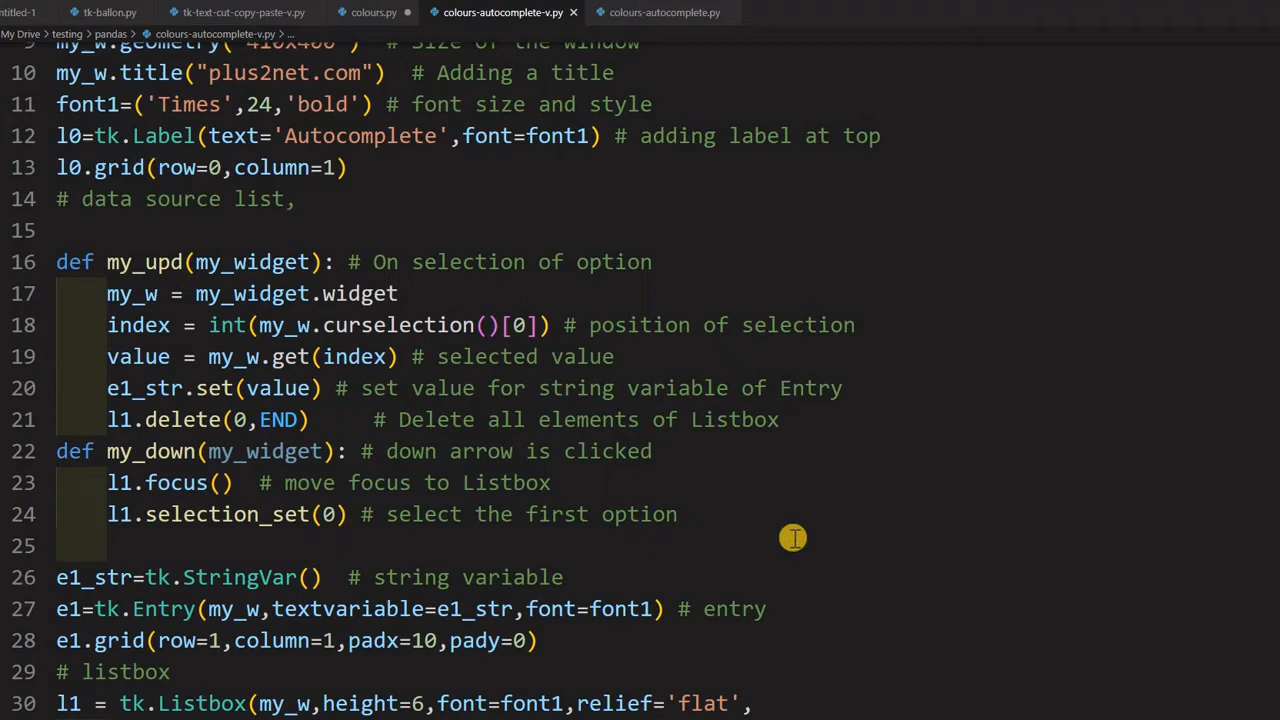 ntitled-1 tk-ballon.py tk-text-cut-copy-paste-v.py colours.py colours-autocomplete-v.py colours-autocomplete.py
My Drive > testing > pandas > colours-autocomplete-v.py > ...
9 my_w.geometry("410x400") # Size of the window
10 my_w.title("plus2net.com") # Adding a title
11 font1=('Times',24,'bold') # font size and style
12 l0=tk.Label(text='Autocomplete',font=font1) # adding label at top
13 l0.grid(row=0,column=1)
14 # data source list,
15
16 def my_upd(my_widget): # On selection of option
17 my_w = my_widget.widget
18 index = int(my_w.curselection()[0]) # position of selection
19 value = my_w.get(index) # selected value
20 e1_str.set(value) # set value for string variable of Entry
21 l1.delete(0,END) # Delete all elements of Listbox
22 def my_down(my_widget): # down arrow is clicked
23 l1.focus() # move focus to Listbox
24 l1.selection_set(0) # select the first option
25
26 e1_str=tk.StringVar() # string variable
27 e1=tk.Entry(my_w,textvariable=e1_str,font=font1) # entry
28 e1.grid(row=1,column=1,padx=10,pady=0)
29 # listbox
30 l1 = tk.Listbox(my_w,height=6,font=font1,relief='flat',